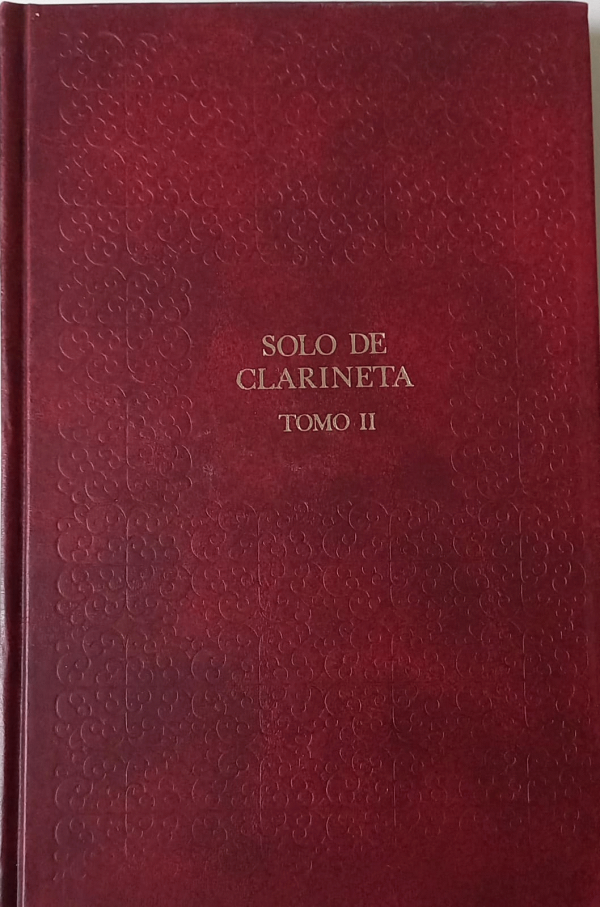 SOLO DE
CLARINETA
TOMO II